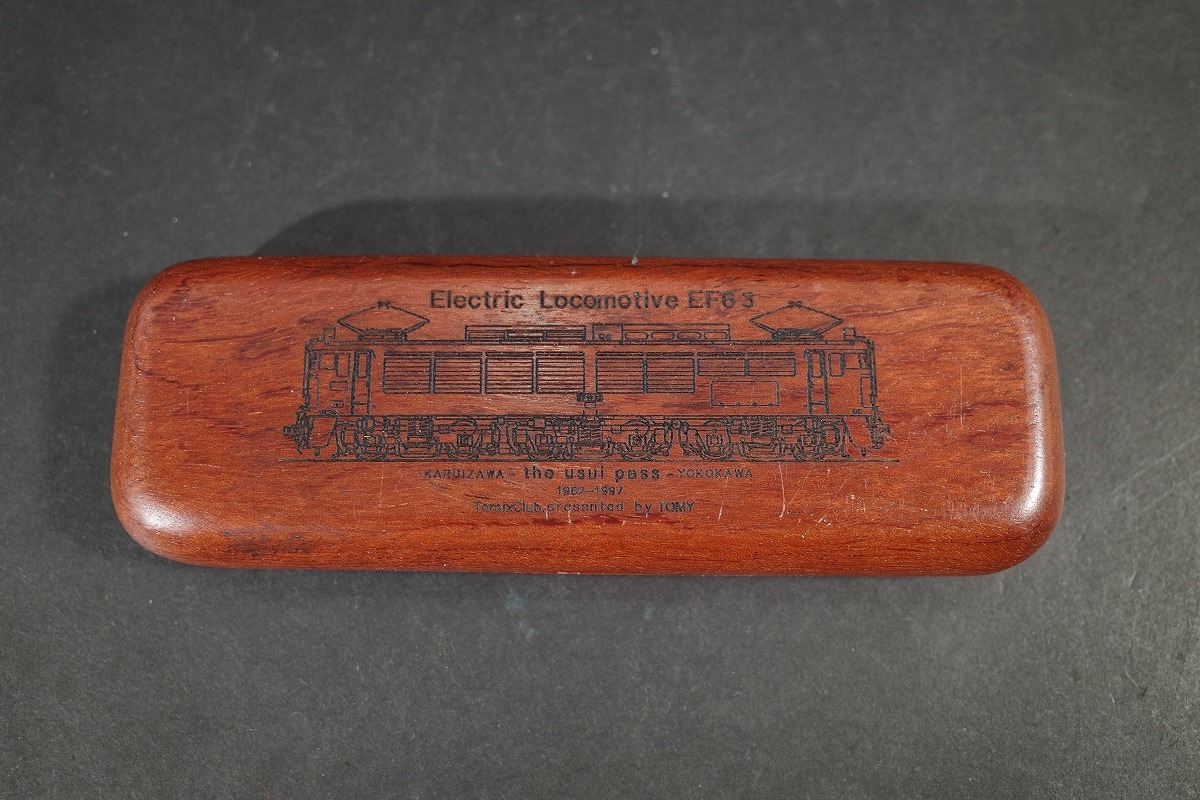 Electric Locomotive EF63
KARUIZAWA - the usui pass - YOKOKAWA
1962-1997
TomixClub, presented by TOMY